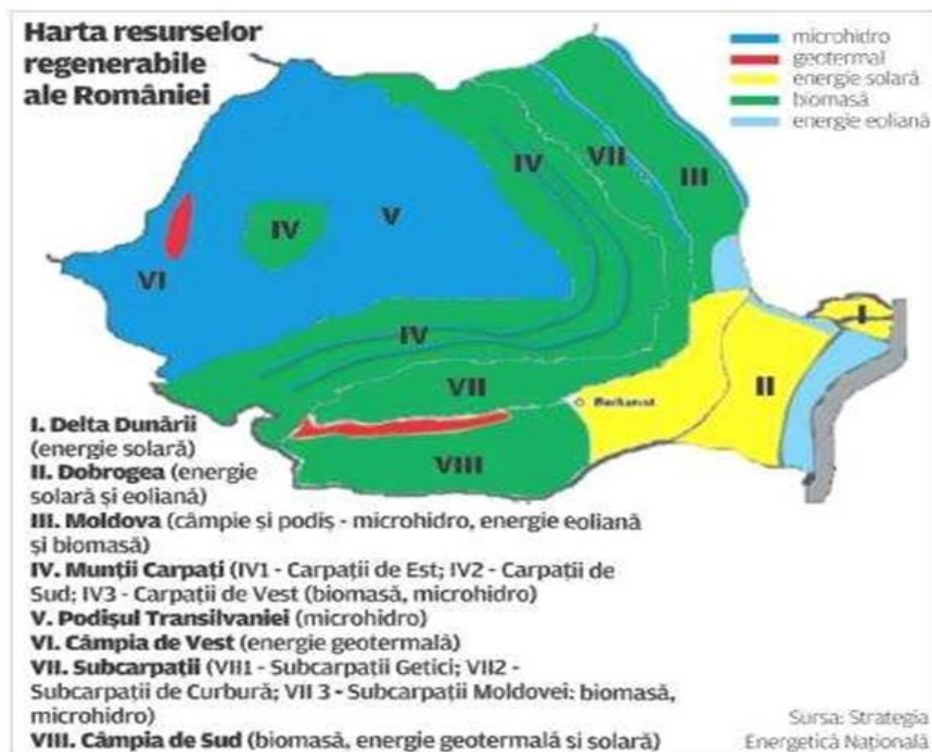 Harta resurselor
regenerabile
ale României
microhidro
geotermal
energie solară
biomasă
energie eoliană
IV
VII
III
IV
V
VI
I
IV
II
VII
VIII
I. Delta Dunării
(energie solară)
II. Dobrogea (energie
solară și eoliană)
III. Moldova (câmpie și podiș - microhidro, energie eoliană
și biomasă)
IV. Munții Carpați (IV1 - Carpații de Est; IV2 - Carpații de
Sud; IV3 - Carpații de Vest (biomasă, microhidro)
V. Podișul Transilvaniei (microhidro)
VI. Câmpia de Vest (energie geotermală)
VII. Subcarpații (VII1 - Subcarpații Getici; VII2 -
Subcarpații de Curbură; VII 3 - Subcarpații Moldovei: biomasă,
microhidro)
VIII. Câmpia de Sud (biomasă, energie geotermală si solară)
Sursa: Strategia
Energetică Națională